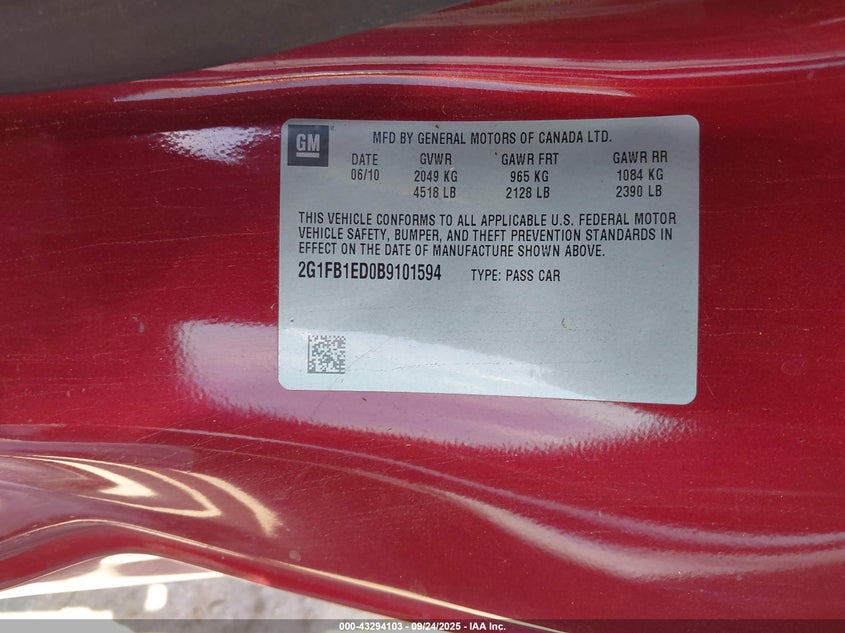 GM
MFD BY GENERAL MOTORS OF CANADA LTD.
DATE GVWR GAWR FRT GAWR RR
06/10 2049 KG 965 KG 1084 KG
4518 LB 2128 LB 2390 LB
THIS VEHICLE CONFORMS TO ALL APPLICABLE U.S. FEDERAL MOTOR
VEHICLE SAFETY, BUMPER, AND THEFT PREVENTION STANDARDS IN
EFFECT ON THE DATE OF MANUFACTURE SHOWN ABOVE.
2G1FB1ED0B9101594 TYPE: PASS CAR
000-43294103 - 09/24/2025 - IAA Inc.